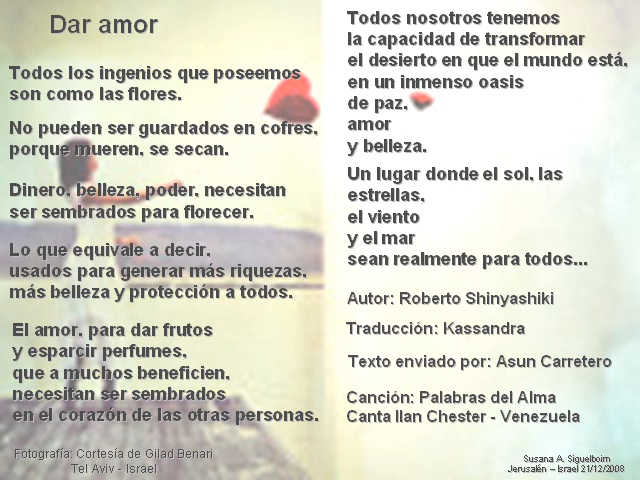 Dar amor
Todos los ingenios que poseemos
son como las flores.
No pueden ser guardados en cofres,
porque mueren, se secan.
Dinero, belleza, poder, necesitan
ser sembrados para florecer.
Lo que equivale a decir,
usados para generar más riquezas,
más belleza y protección a todos.
El amor, para dar frutos
y esparcir perfumes,
que a muchos beneficien,
necesitan ser sembrados
en el corazón de las otras personas.
Fotografía: Cortesía de Gilad Benari
Tel Aviv - Israel
Todos nosotros tenemos
la capacidad de transformar
el desierto en que el mundo está,
en un inmenso oasis
de paz,
amor
y belleza.
Un lugar donde el sol, las
estrellas,
el viento
y el mar
sean realmente para todos...
Autor: Roberto Shinyashiki
Traducción: Kassandra
Texto enviado por: Asun Carretero
Canción: Palabras del Alma
Canta Ilan Chester - Venezuela
Susana A. Siguelboim
Jerusalén – Israel 21/12/2008